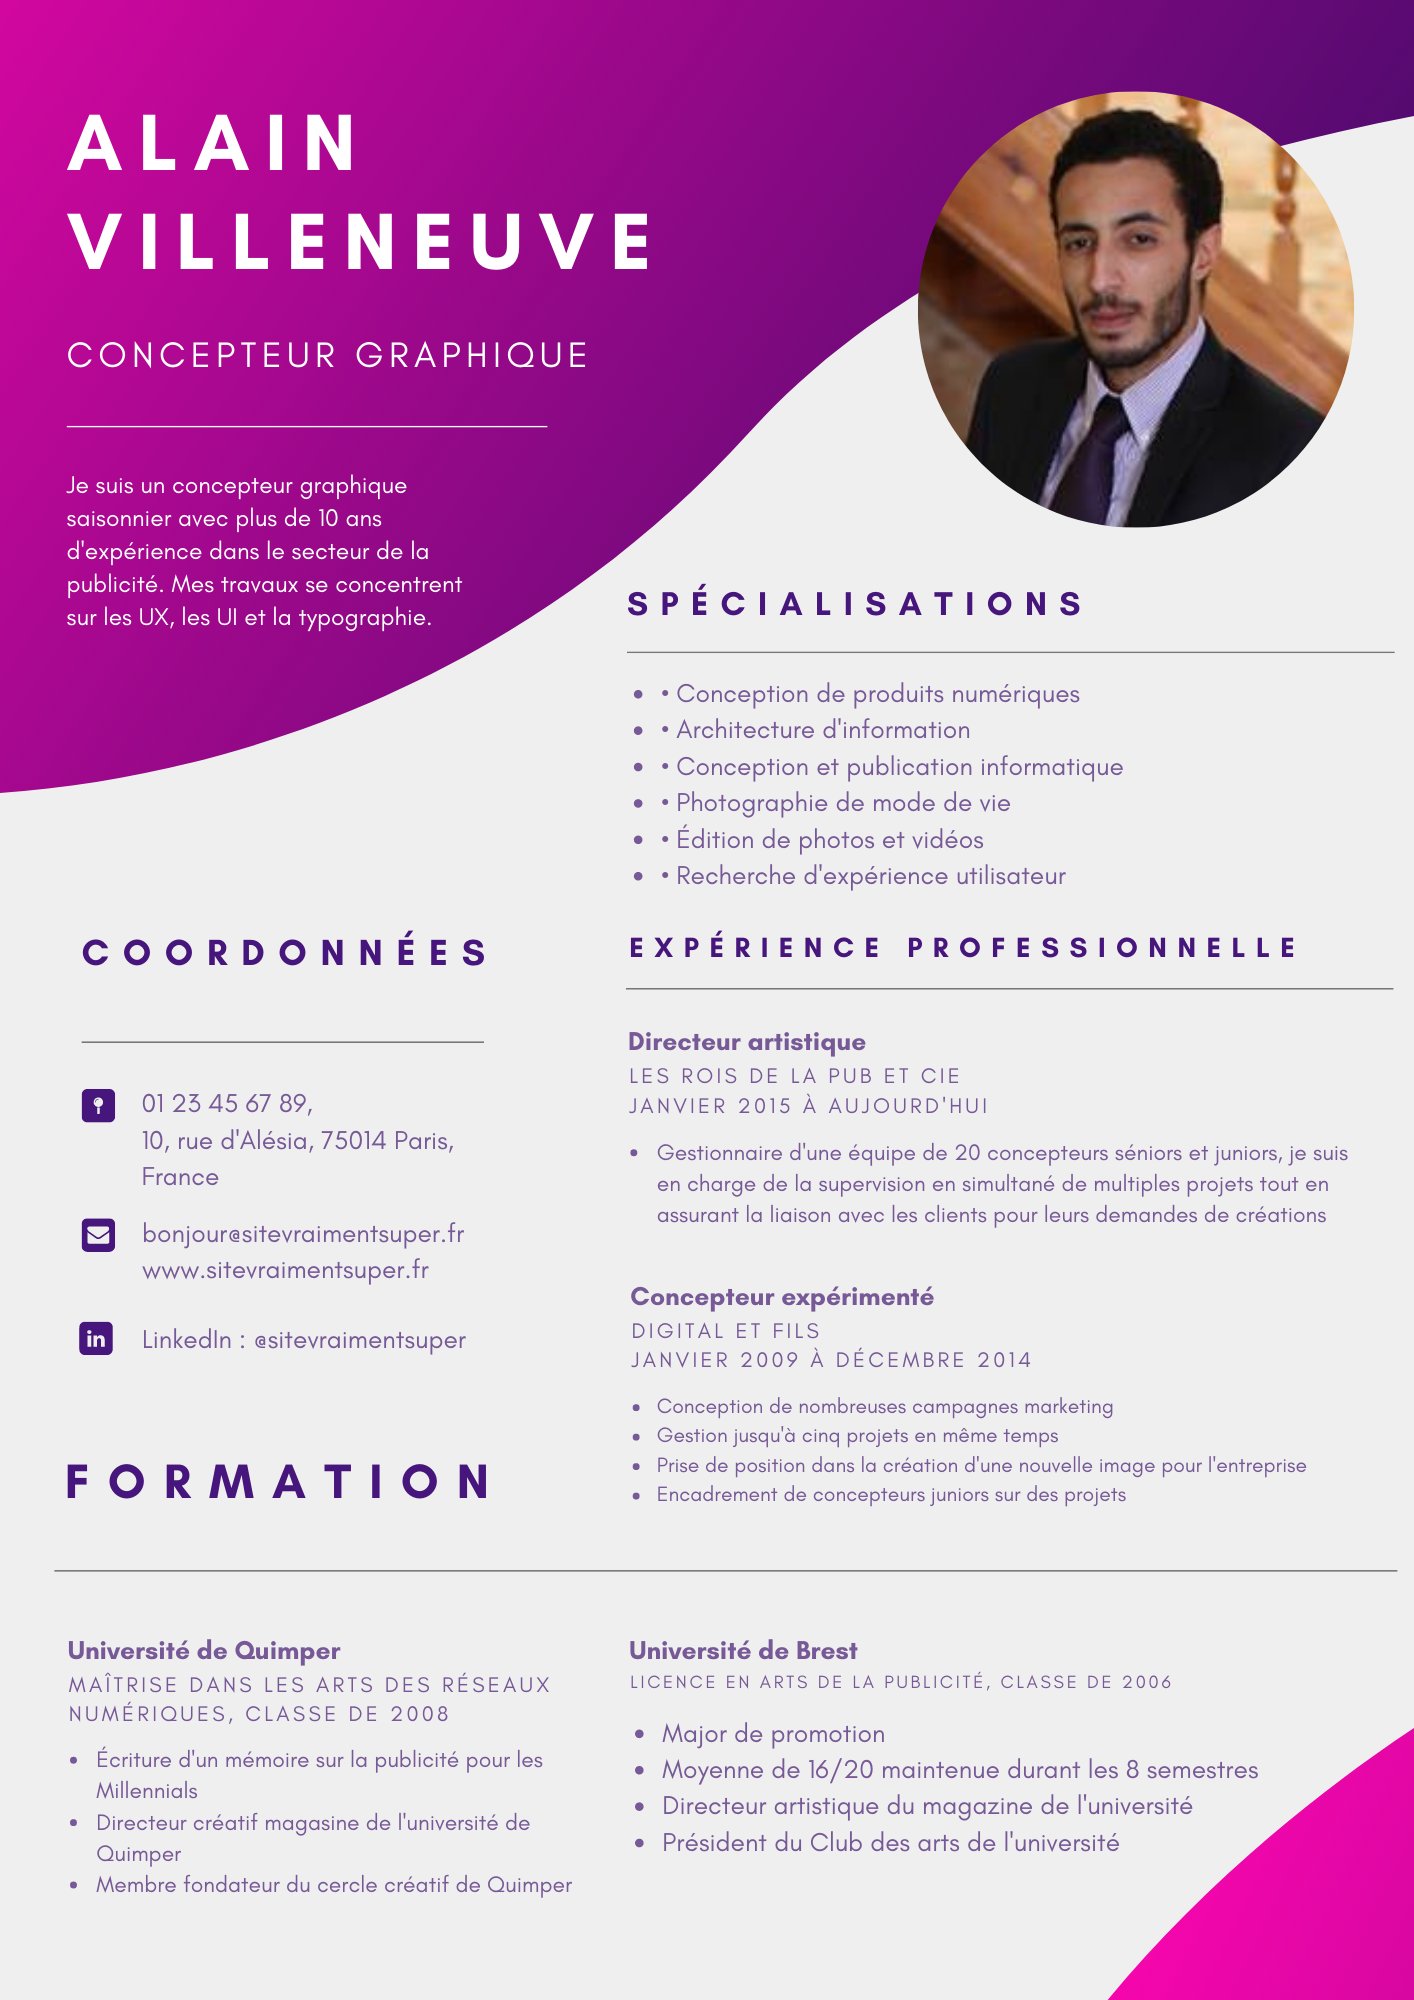 ALAIN
VILLENEUVE
CONCEPTEUR GRAPHIQUE
Je suis un concepteur graphique
saisonnier avec plus de 10 ans
d'expérience dans le secteur de la
publicité. Mes travaux se concentrent
sur les UX, les UI et la typographie.
SPÉCIALISATIONS
• • Conception de produits numériques
• • Architecture d'information
• • Conception et publication informatique
• • Photographie de mode de vie
• • Édition de photos et vidéos
• • Recherche d'expérience utilisateur
COORDONNÉES
01 23 45 67 89,
10, rue d'Alésia, 75014 Paris,
France
bonjour@sitevraimentsuper.fr
www.sitevraimentsuper.fr
in
LinkedIn : @sitevraimentsuper
EXPÉRIENCE PROFESSIONNELLE
Directeur artistique
LES ROIS DE LA PUB ET CIE
JANVIER 2015 À AUJOURD'HUI
• Gestionnaire d'une équipe de 20 concepteurs séniors et juniors, je suis
en charge de la supervision en simultané de multiples projets tout en
assurant la liaison avec les clients pour leurs demandes de créations
Concepteur expérimenté
DIGITAL ET FILS
JANVIER 2009 À DÉCEMBRE 2014
• Conception de nombreuses campagnes marketing
• Gestion jusqu'à cinq projets en même temps
• Prise de position dans la création d'une nouvelle image pour l'entreprise
• Encadrement de concepteurs juniors sur des projets
FORMATION
Université de Quimper
MAÎTRISE DANS LES ARTS DES RÉSEAUX
NUMÉRIQUES, CLASSE DE 2008
• Écriture d'un mémoire sur la publicité pour les
Millennials
• Directeur créatif magasine de l'université de
Quimper
• Membre fondateur du cercle créatif de Quimper
Université de Brest
LICENCE EN ARTS DE LA PUBLICITÉ, CLASSE DE 2006
• Major de promotion
• Moyenne de 16/20 maintenue durant les 8 semestres
• Directeur artistique du magazine de l'université
• Président du Club des arts de l'université